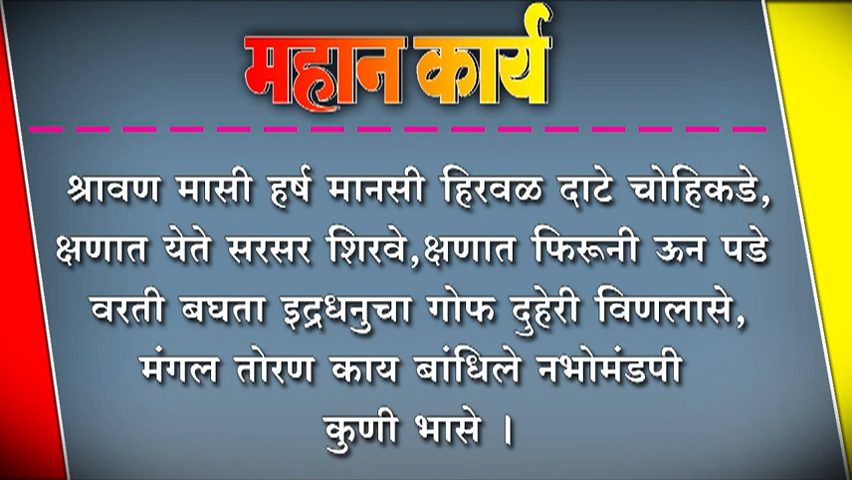 महान कार्य
श्रावण मासी हर्ष मानसी हिरवळ दाटे चोहिकडे,
क्षणात येते सरसर शिरवे,क्षणात फिरूनी ऊन पडे
वरती बघता इद्रधनुचा गोफ दुहेरी विणलासे,
मंगल तोरण काय बांधिले नभोमंडपी
कुणी भासे ।